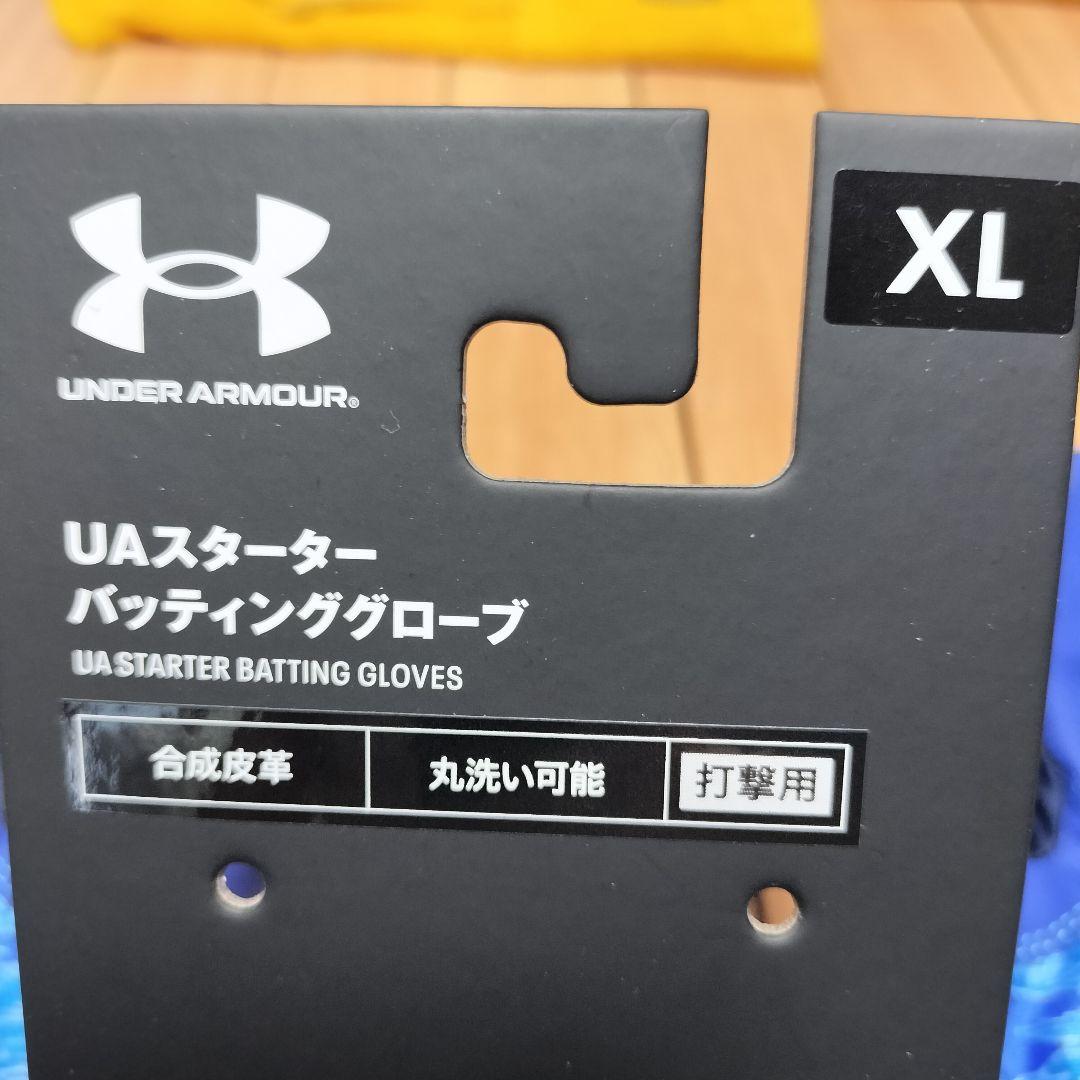 XL
UNDER ARMOUR®
UAスターター
バッティンググローブ
UA STARTER BATTING GLOVES
合成皮革 丸洗い可能 打撃用